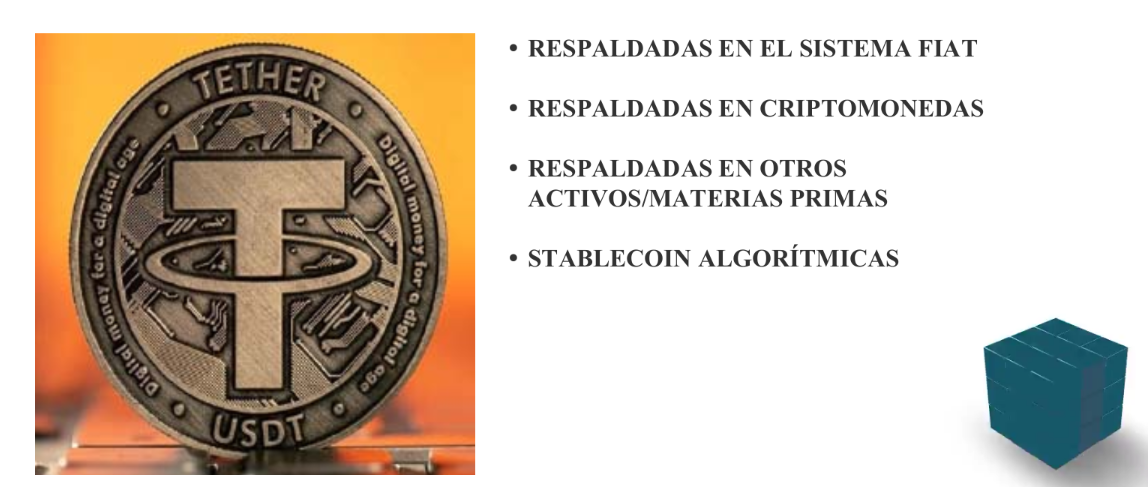 TETHER
Digital money for a digital age
Digital money for a digital age
USDT
• RESPALDADAS EN EL SISTEMA FIAT
• RESPALDADAS EN CRIPTOMONEDAS
• RESPALDADAS EN OTROS
ACTIVOS/MATERIAS PRIMAS
• STABLECOIN ALGORÍTMICAS